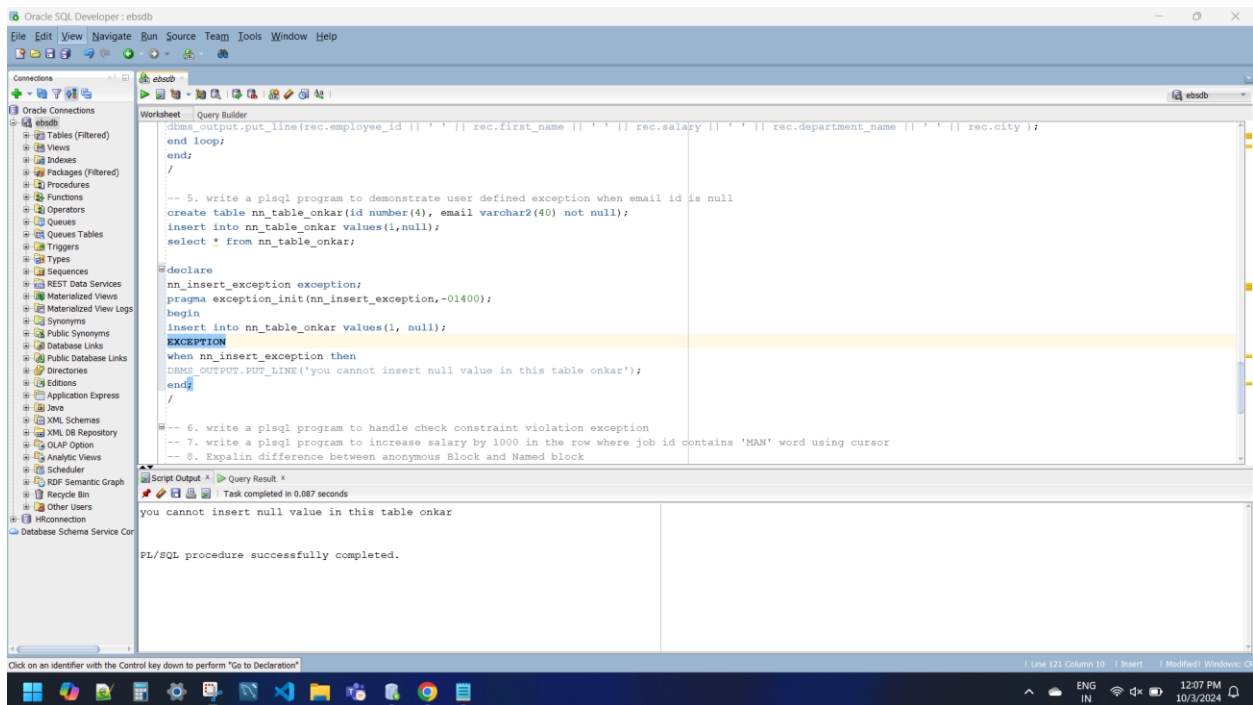 Oracle SQL Developer : ebsdb
File Edit View Navigate Run Source Team Tools Window Help
Connections
ebsdb
ebsdb
Oracle Connections
ebsdb
Tables (Filtered)
Views
Indexes
Packages (Filtered)
Procedures
Functions
Operators
Queues
Queues Tables
Triggers
Types
Sequences
REST Data Services
Materialized Views
Materialized View Logs
Synonyms
Public Synonyms
Database Links
Public Database Links
Directories
Editions
Application Express
Java
XML Schemas
XML DB Repository
OLAP Option
Analytic Views
Scheduler
RDF Semantic Graph
Recycle Bin
Other Users
HRconnection
Database Schema Service Cor
Worksheet Query Builder
dbms_output.put_line(rec.employee_id || ' ' || rec.first_name || ' ' || rec.salary || ' ' || rec.department_name || ' ' || rec.city );
end loop;
end;
/
-- 5. write a plsql program to demonstrate user defined exception when email id is null
create table nn_table_onkar(id number(4), email varchar2(40) not null);
insert into nn_table_onkar values(1,null);
select * from nn_table_onkar;
declare
nn_insert_exception exception;
pragma exception_init(nn_insert_exception,-01400);
begin
insert into nn_table_onkar values(1, null);
EXCEPTION
when nn_insert_exception then
DBMS_OUTPUT.PUT_LINE('you cannot insert null value in this table onkar');
end;
/
-- 6. write a plsql program to handle check constraint violation exception
-- 7. write a plsql program to increase salary by 1000 in the row where job id contains 'MAN' word using cursor
-- 8. Expalin difference between anonymous Block and Named block
Script Output × Query Result ×
Task completed in 0.087 seconds
you cannot insert null value in this table onkar
PL/SQL procedure successfully completed.
Click on an identifier with the Control key down to perform "Go to Declaration"
Line 121 Column 10 | Insert | Modified| Windows: CR
ENG
IN
12:07 PM
10/3/2024